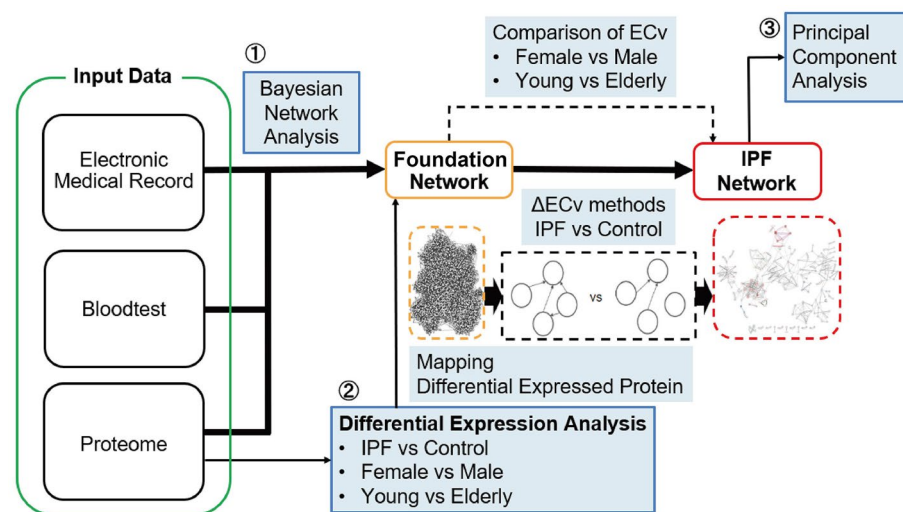 Input Data
Electronic
Medical Record
Bloodtest
Proteome
①
Bayesian
Network
Analysis
Comparison of ECv
• Female vs Male
• Young vs Elderly
③
Principal
Component
Analysis
Foundation
Network
IPF
Network
ΔECv methods
IPF vs Control
vs
Mapping
Differential Expressed Protein
②
Differential Expression Analysis
• IPF vs Control
• Female vs Male
• Young vs Elderly